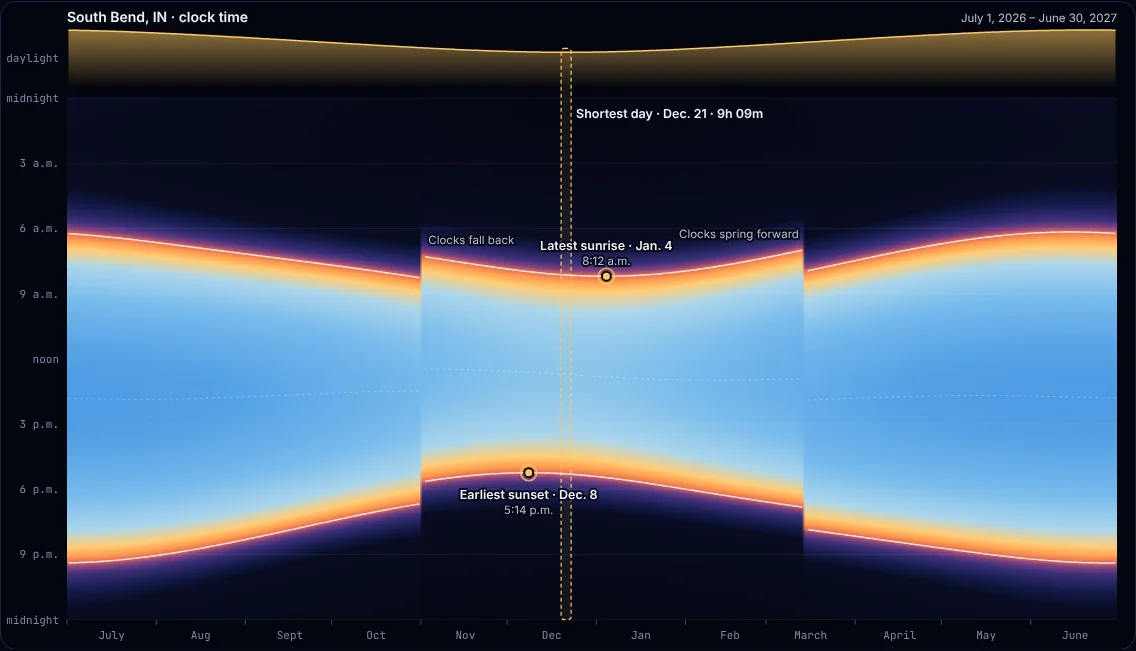 South Bend, IN · clock time
July 1, 2026 – June 30, 2027
daylight
midnight
Shortest day · Dec. 21 · 9h 09m
3 a.m.
6 a.m.
Clocks fall back
Latest sunrise · Jan. 4
8:12 a.m.
Clocks spring forward
9 a.m.
noon
3 p.m.
6 p.m.
Earliest sunset · Dec. 8
5:14 p.m.
9 p.m.
midnight
July Aug Sept Oct Nov Dec Jan Feb March April May June